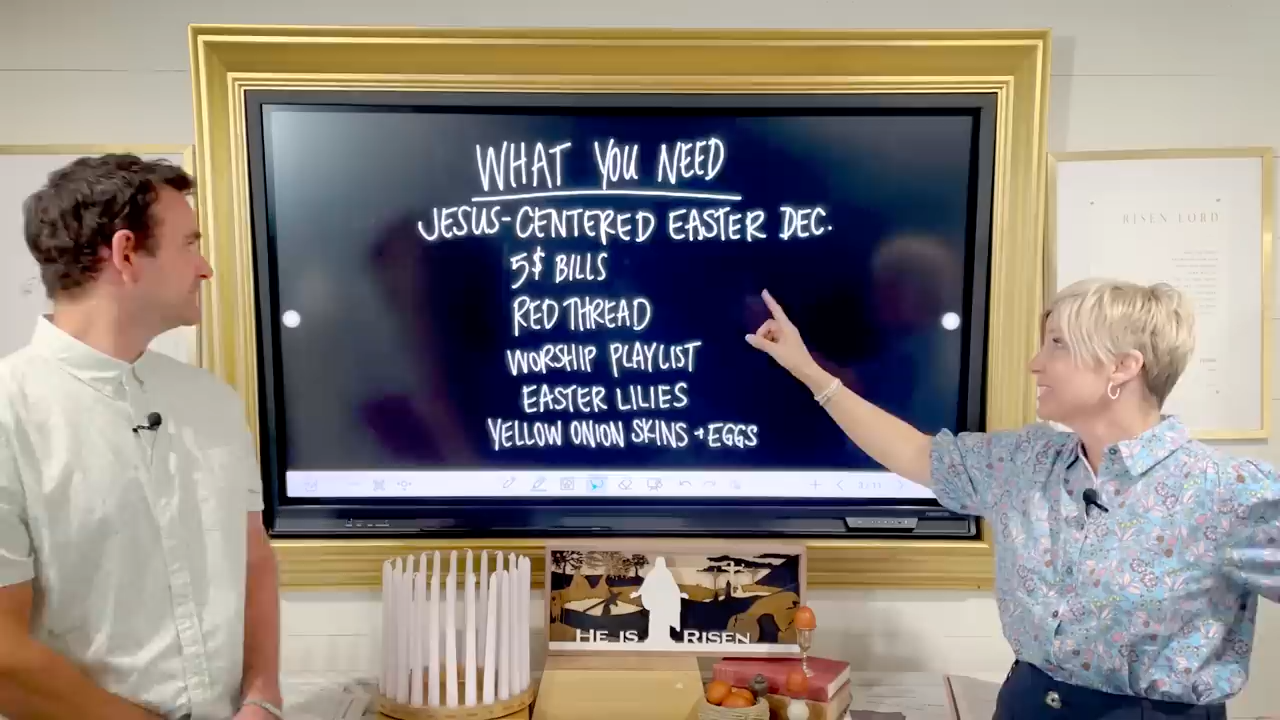 WHAT YOU NEED
JESUS-CENTERED EASTER DEC.
5$ BILLS
RED THREAD
WORSHIP PLAYLIST
EASTER LILIES
YELLOW ONION SKINS + EGGS
RISEN LORD
HE IS RISEN